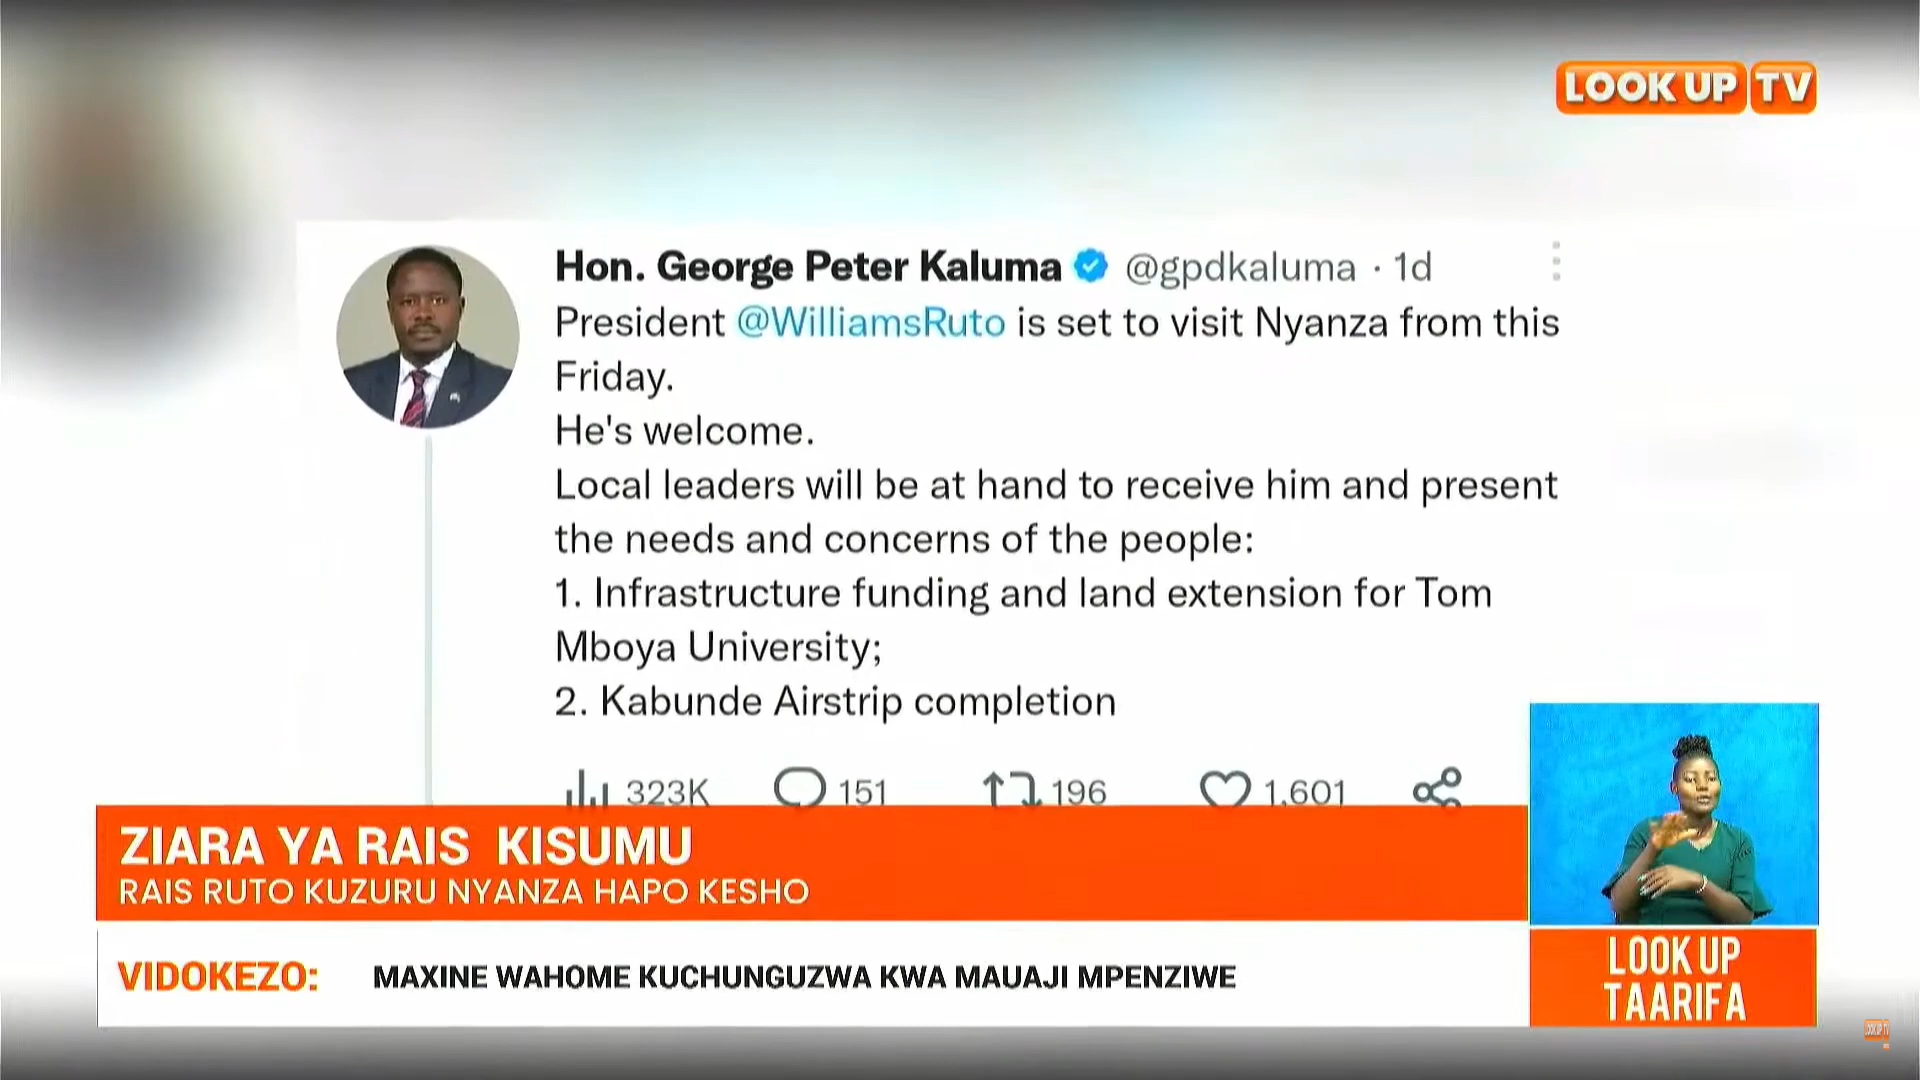 LOOK UP TV
Hon. George Peter Kaluma @gpdkaluma · 1d
President @WilliamsRuto is set to visit Nyanza from this
Friday.
He's welcome.
Local leaders will be at hand to receive him and present
the needs and concerns of the people:
1. Infrastructure funding and land extension for Tom
Mboya University;
2. Kabunde Airstrip completion
323K 151 196 1,601
ZIARA YA RAIS KISUMU
RAIS RUTO KUZURU NYANZA HAPO KESHO
VIDOKEZO: MAXINE WAHOME KUCHUNGUZWA KWA MAUAJI MPENZIWE
LOOK UP
TAARIFA